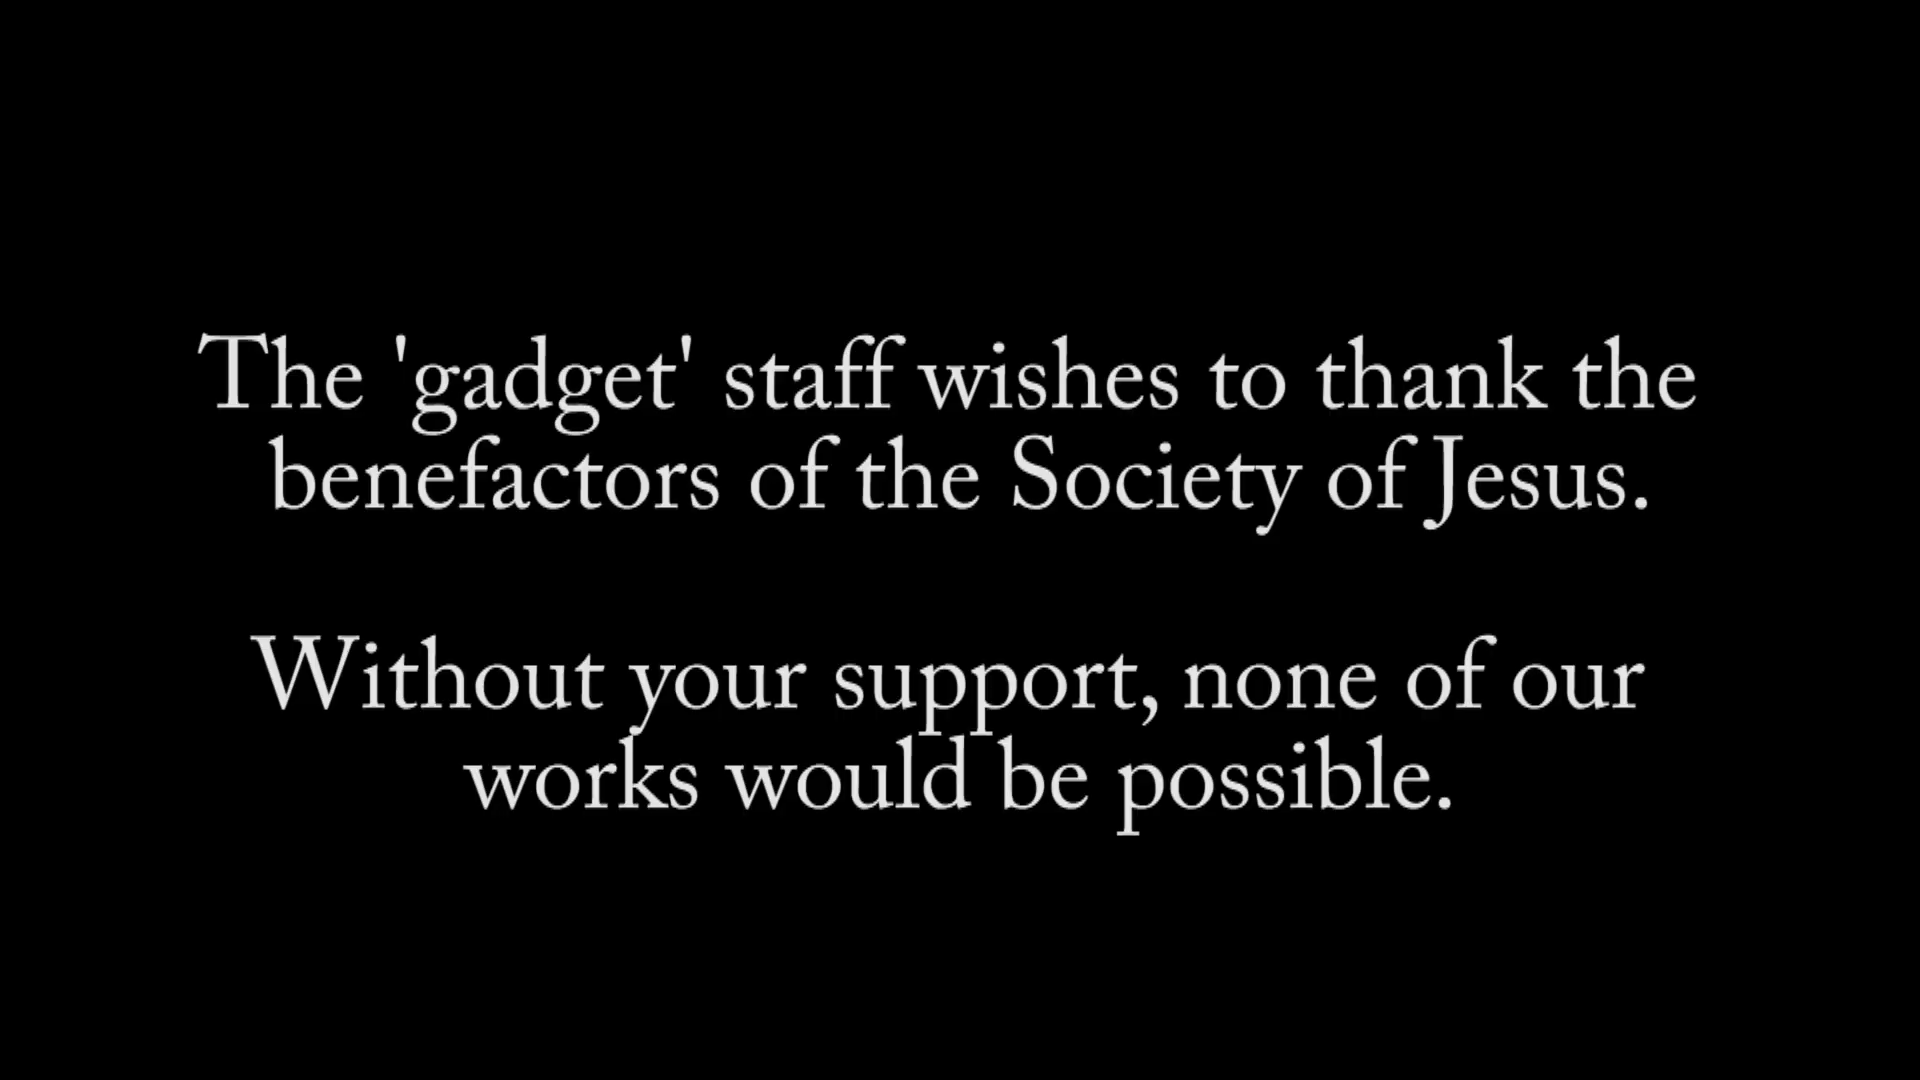 The 'gadget' staff wishes to thank the
benefactors of the Society of Jesus.
Without your support, none of our
works would be possible.